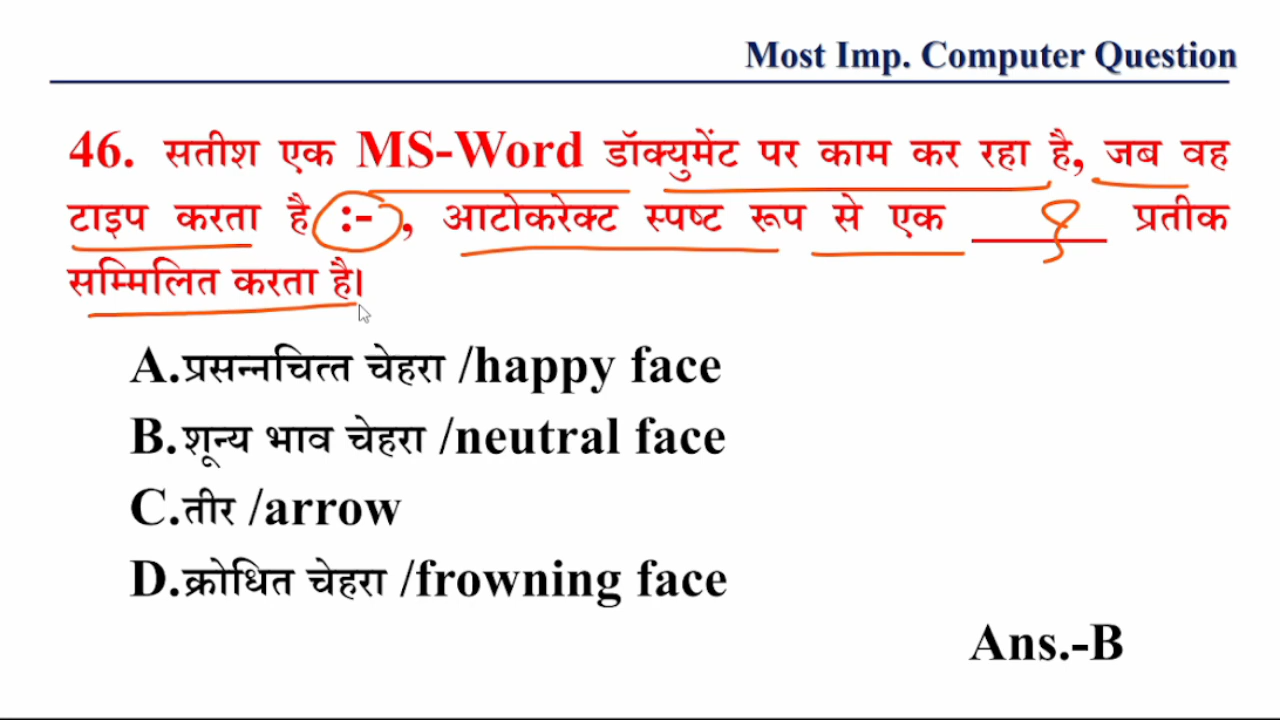 Most Imp. Computer Question
46. सतीश एक MS-Word डॉक्युमेंट पर काम कर रहा है, जब वह
टाइप करता है :- , आटोकरेक्ट स्पष्ट रूप से एक ______ प्रतीक
सम्मिलित करता है।
A.प्रसन्नचित्त चेहरा /happy face
B.शून्य भाव चेहरा /neutral face
C.तीर /arrow
D.क्रोधित चेहरा /frowning face
Ans.-B